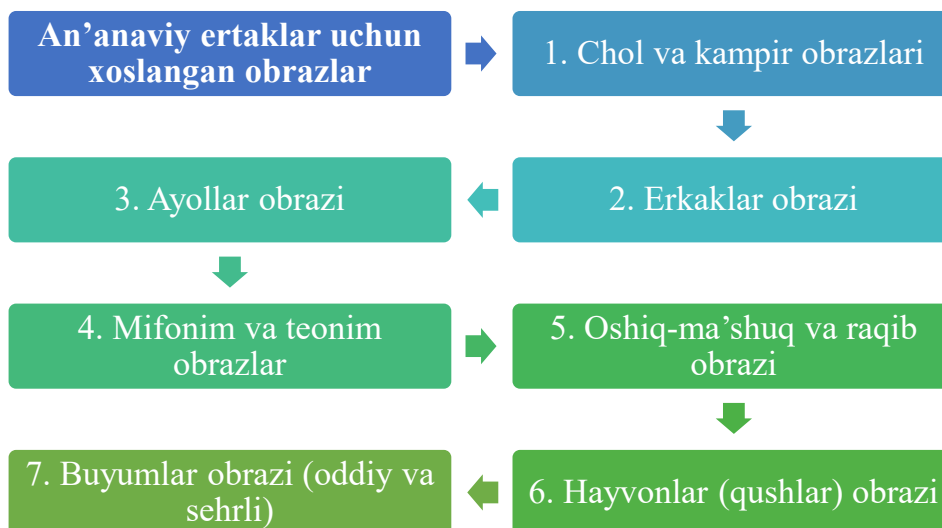 An’anaviy ertaklar uchun
xoslangan obrazlar
1. Chol va kampir obrazlari
2. Erkaklar obrazi
3. Ayollar obrazi
4. Mifonim va teonim
obrazlar
5. Oshiq-ma’shuq va raqib
obrazi
6. Hayvonlar (qushlar) obrazi
7. Buyumlar obrazi (oddiy va
sehrli)